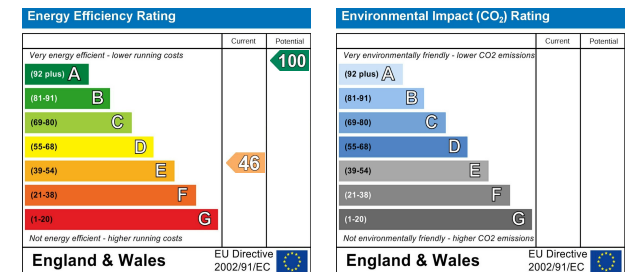 Energy Efficiency Rating
Current Potential
Very energy efficient - lower running costs
(92 plus) A
100
(81-91) B
(69-80) C
(55-68) D
(39-54) E
46
(21-38) F
(1-20) G
Not energy efficient - higher running costs
England & Wales
EU Directive
2002/91/EC
Environmental Impact (CO₂) Rating
Current Potential
Very environmentally friendly - lower CO2 emissions
(92 plus) A
(81-91) B
(69-80) C
(55-68) D
(39-54) E
(21-38) F
(1-20) G
Not environmentally friendly - higher CO2 emissions
England & Wales
EU Directive
2002/91/EC